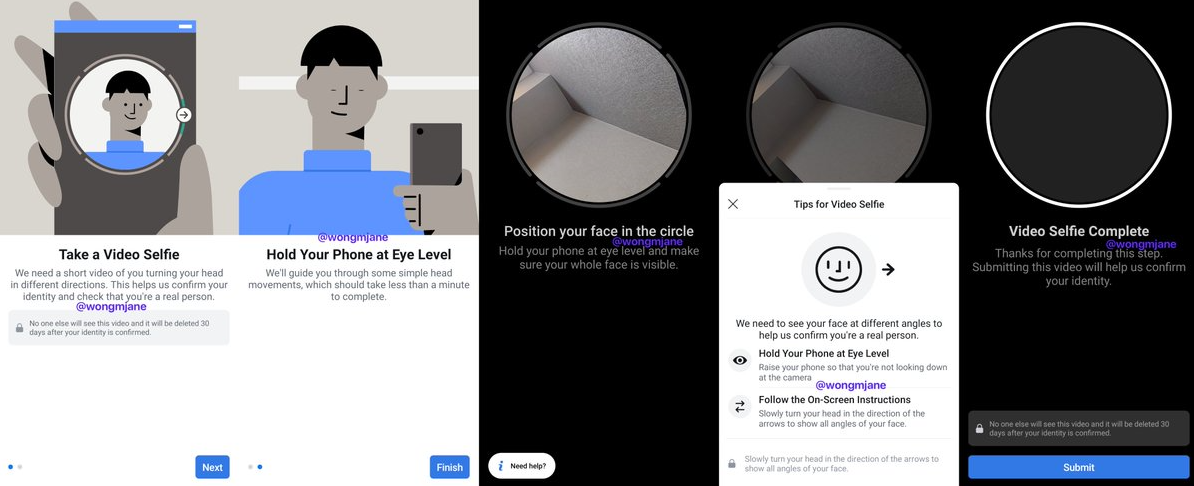 Take a Video Selfie
We need a short video of you turning your head
in different directions. This helps us confirm your
identity and check that you're a real person.
@wongmjane
No one else will see this video and it will be deleted 30
days after your identity is confirmed.
Next
@wongmjane
Hold Your Phone at Eye Level
We'll guide you through some simple head
movements, which should take less than a minute
to complete.
Finish
Position your face in the circle
@wongmjane
Hold your phone at eye level and make
sure your whole face is visible.
Need help?
Tips for Video Selfie
We need to see your face at different angles to
help us confirm you're a real person.
Hold Your Phone at Eye Level
Raise your phone so that you're not looking down
at the camera
@wongmjane
Follow the On-Screen Instructions
Slowly turn your head in the direction of the
arrows to show all angles of your face.
Slowly turn your head in the direction of the arrows to
show all angles of your face.
Video Selfie Complete
@wongmjane
Thanks for completing this step.
Submitting this video will help us confirm
your identity.
No one else will see this video and it will be deleted 30
days after your identity is confirmed.
Submit